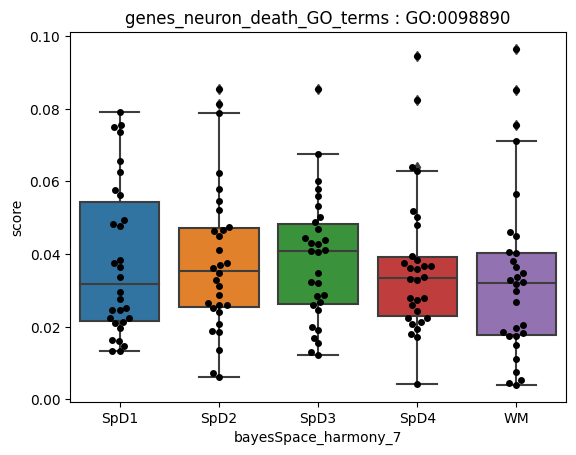 genes_neuron_death_GO_terms : GO:0098890
0.10
0.08
0.06
0.04
0.02
0.00
score
SpD1 SpD2 SpD3 SpD4 WM
bayesSpace_harmony_7